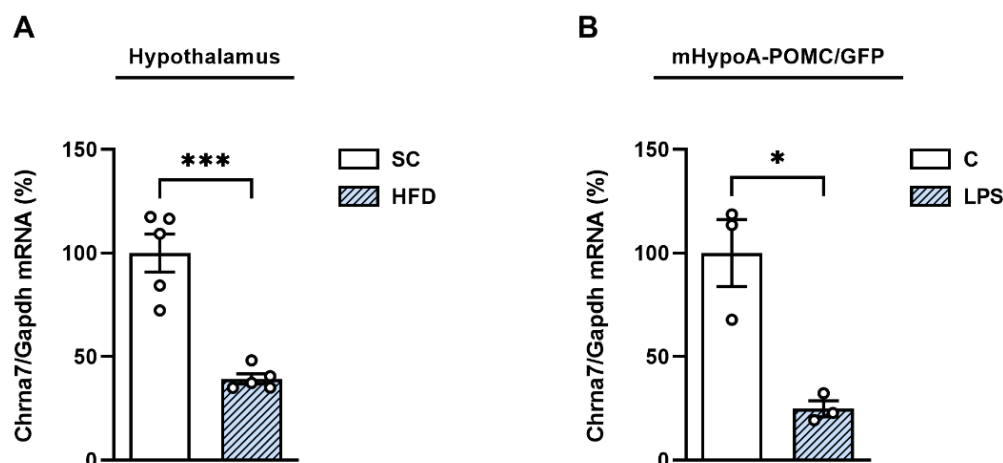 A
Hypothalamus
Chrna7/Gapdh mRNA (%)
150
100
50
0
***
SC
HFD
B
mHypoA-POMC/GFP
Chrna7/Gapdh mRNA (%)
150
100
50
0
*
C
LPS